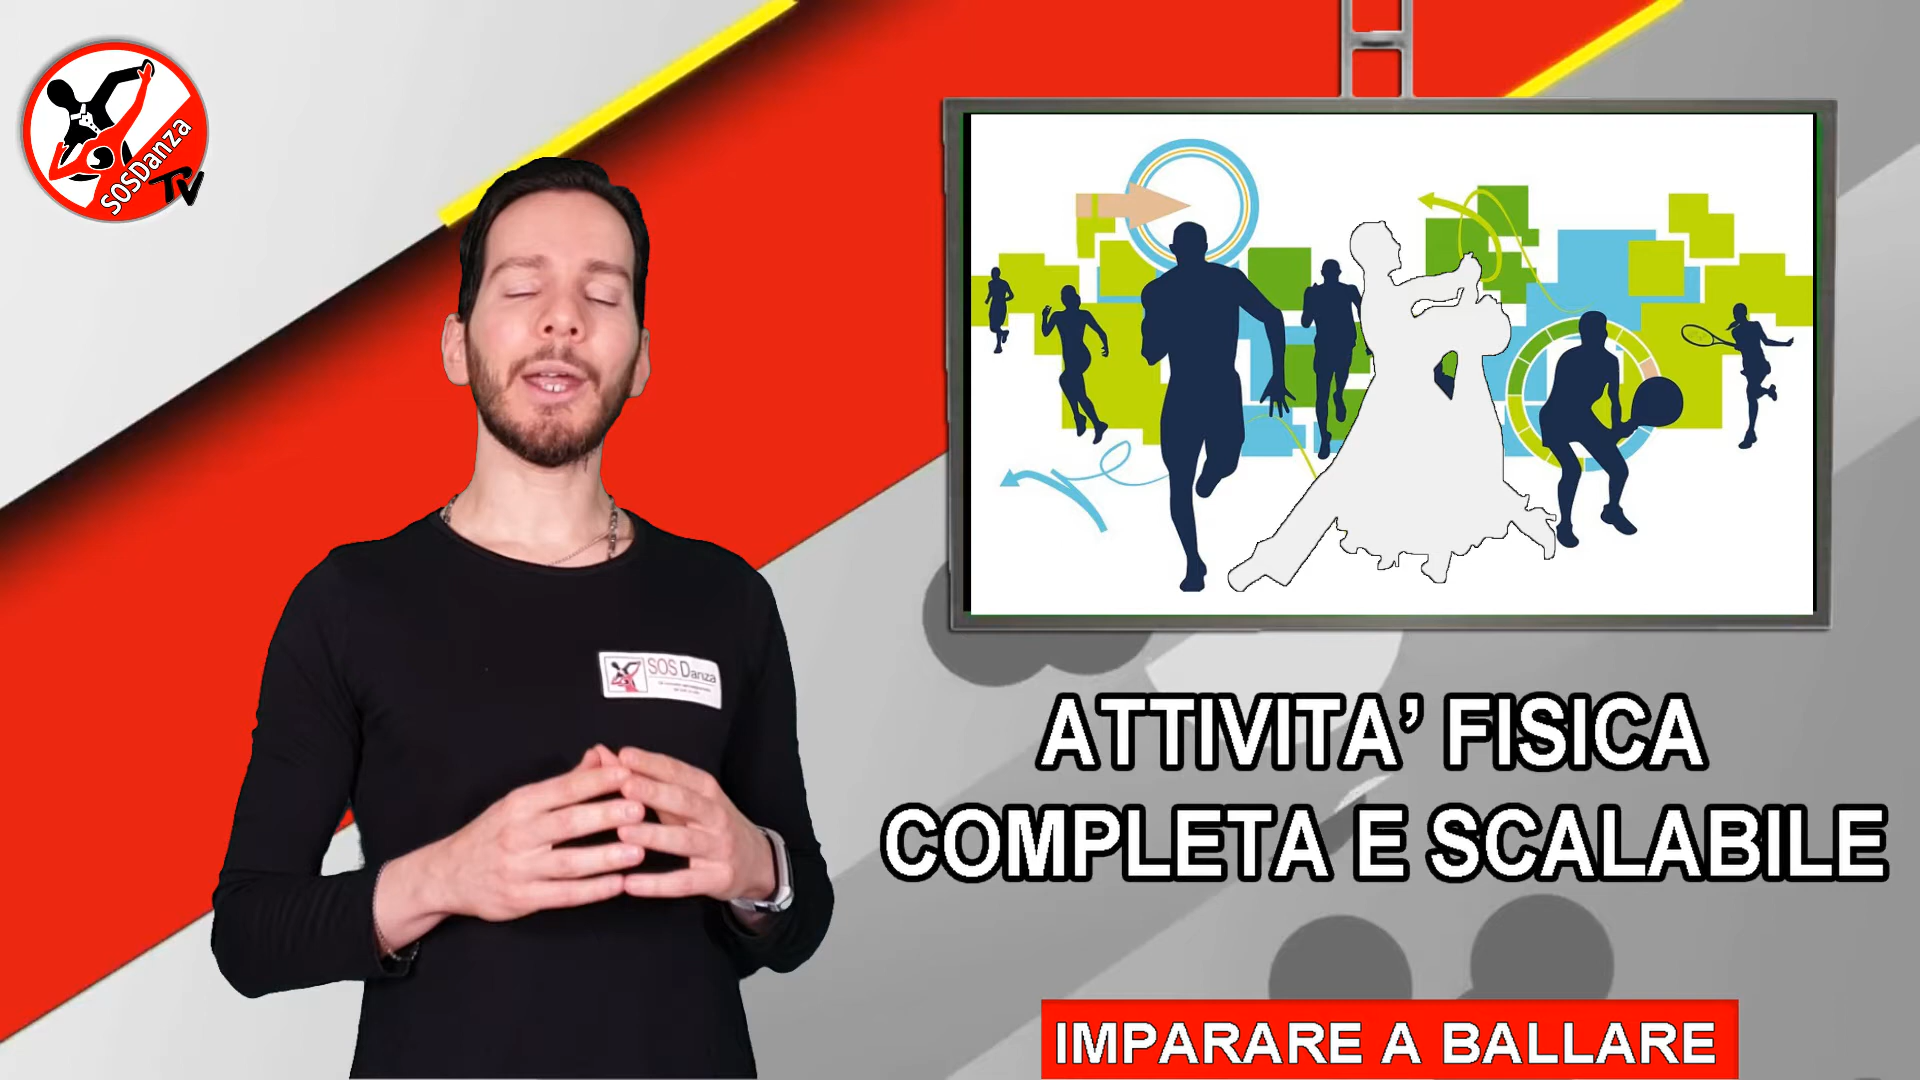 SOSDanza
TV
SOS Danza
ATTIVITA’ FISICA
COMPLETA E SCALABILE
IMPARARE A BALLARE